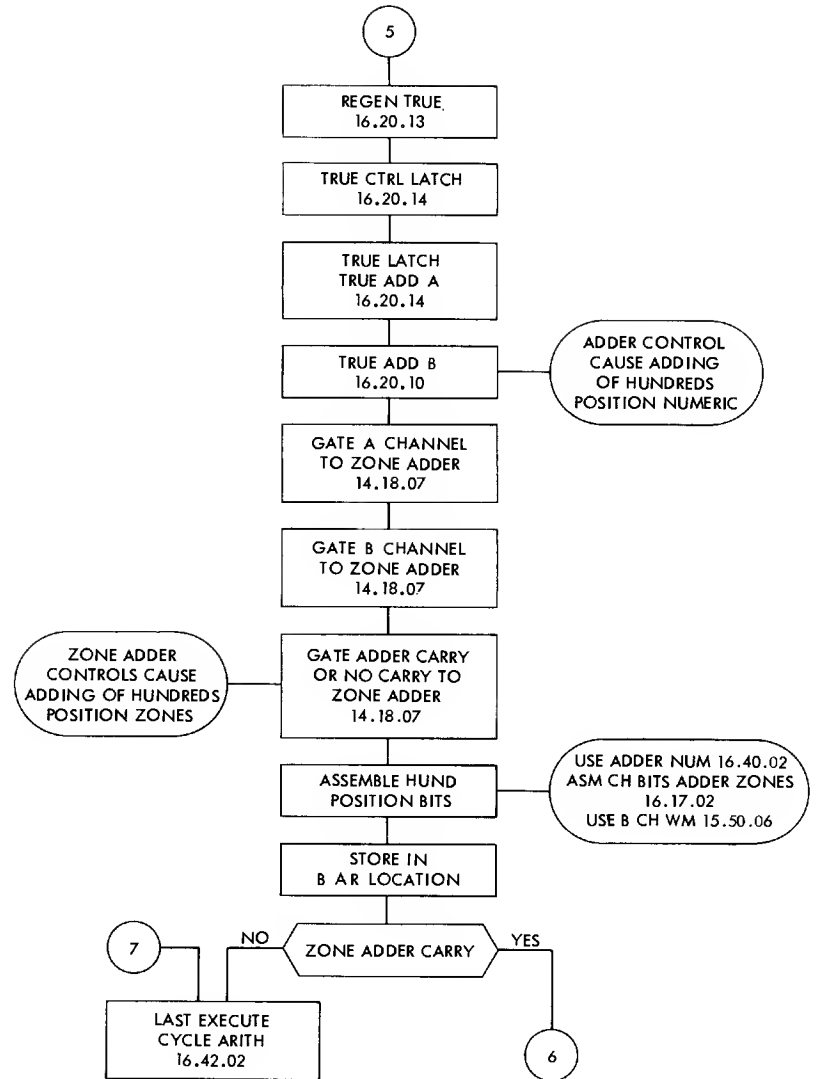 5
REGEN TRUE
16.20.13
TRUE CTRL LATCH
16.20.14
TRUE LATCH
TRUE ADD A
16.20.14
TRUE ADD B
16.20.10
ADDER CONTROL
CAUSE ADDING
OF HUNDREDS
POSITION NUMERIC
GATE A CHANNEL
TO ZONE ADDER
14.18.07
GATE B CHANNEL
TO ZONE ADDER
14.18.07
ZONE ADDER
CONTROLS CAUSE
ADDING OF HUNDREDS
POSITION ZONES
GATE ADDER CARRY
OR NO CARRY TO
ZONE ADDER
14.18.07
ASSEMBLE HUND
POSITION BITS
USE ADDER NUM 16.40.02
ASM CH BITS ADDER ZONES
16.17.02
USE B CH WM 15.50.06
STORE IN
B AR LOCATION
NO
ZONE ADDER CARRY
YES
7
LAST EXECUTE
CYCLE ARITH
16.42.02
6